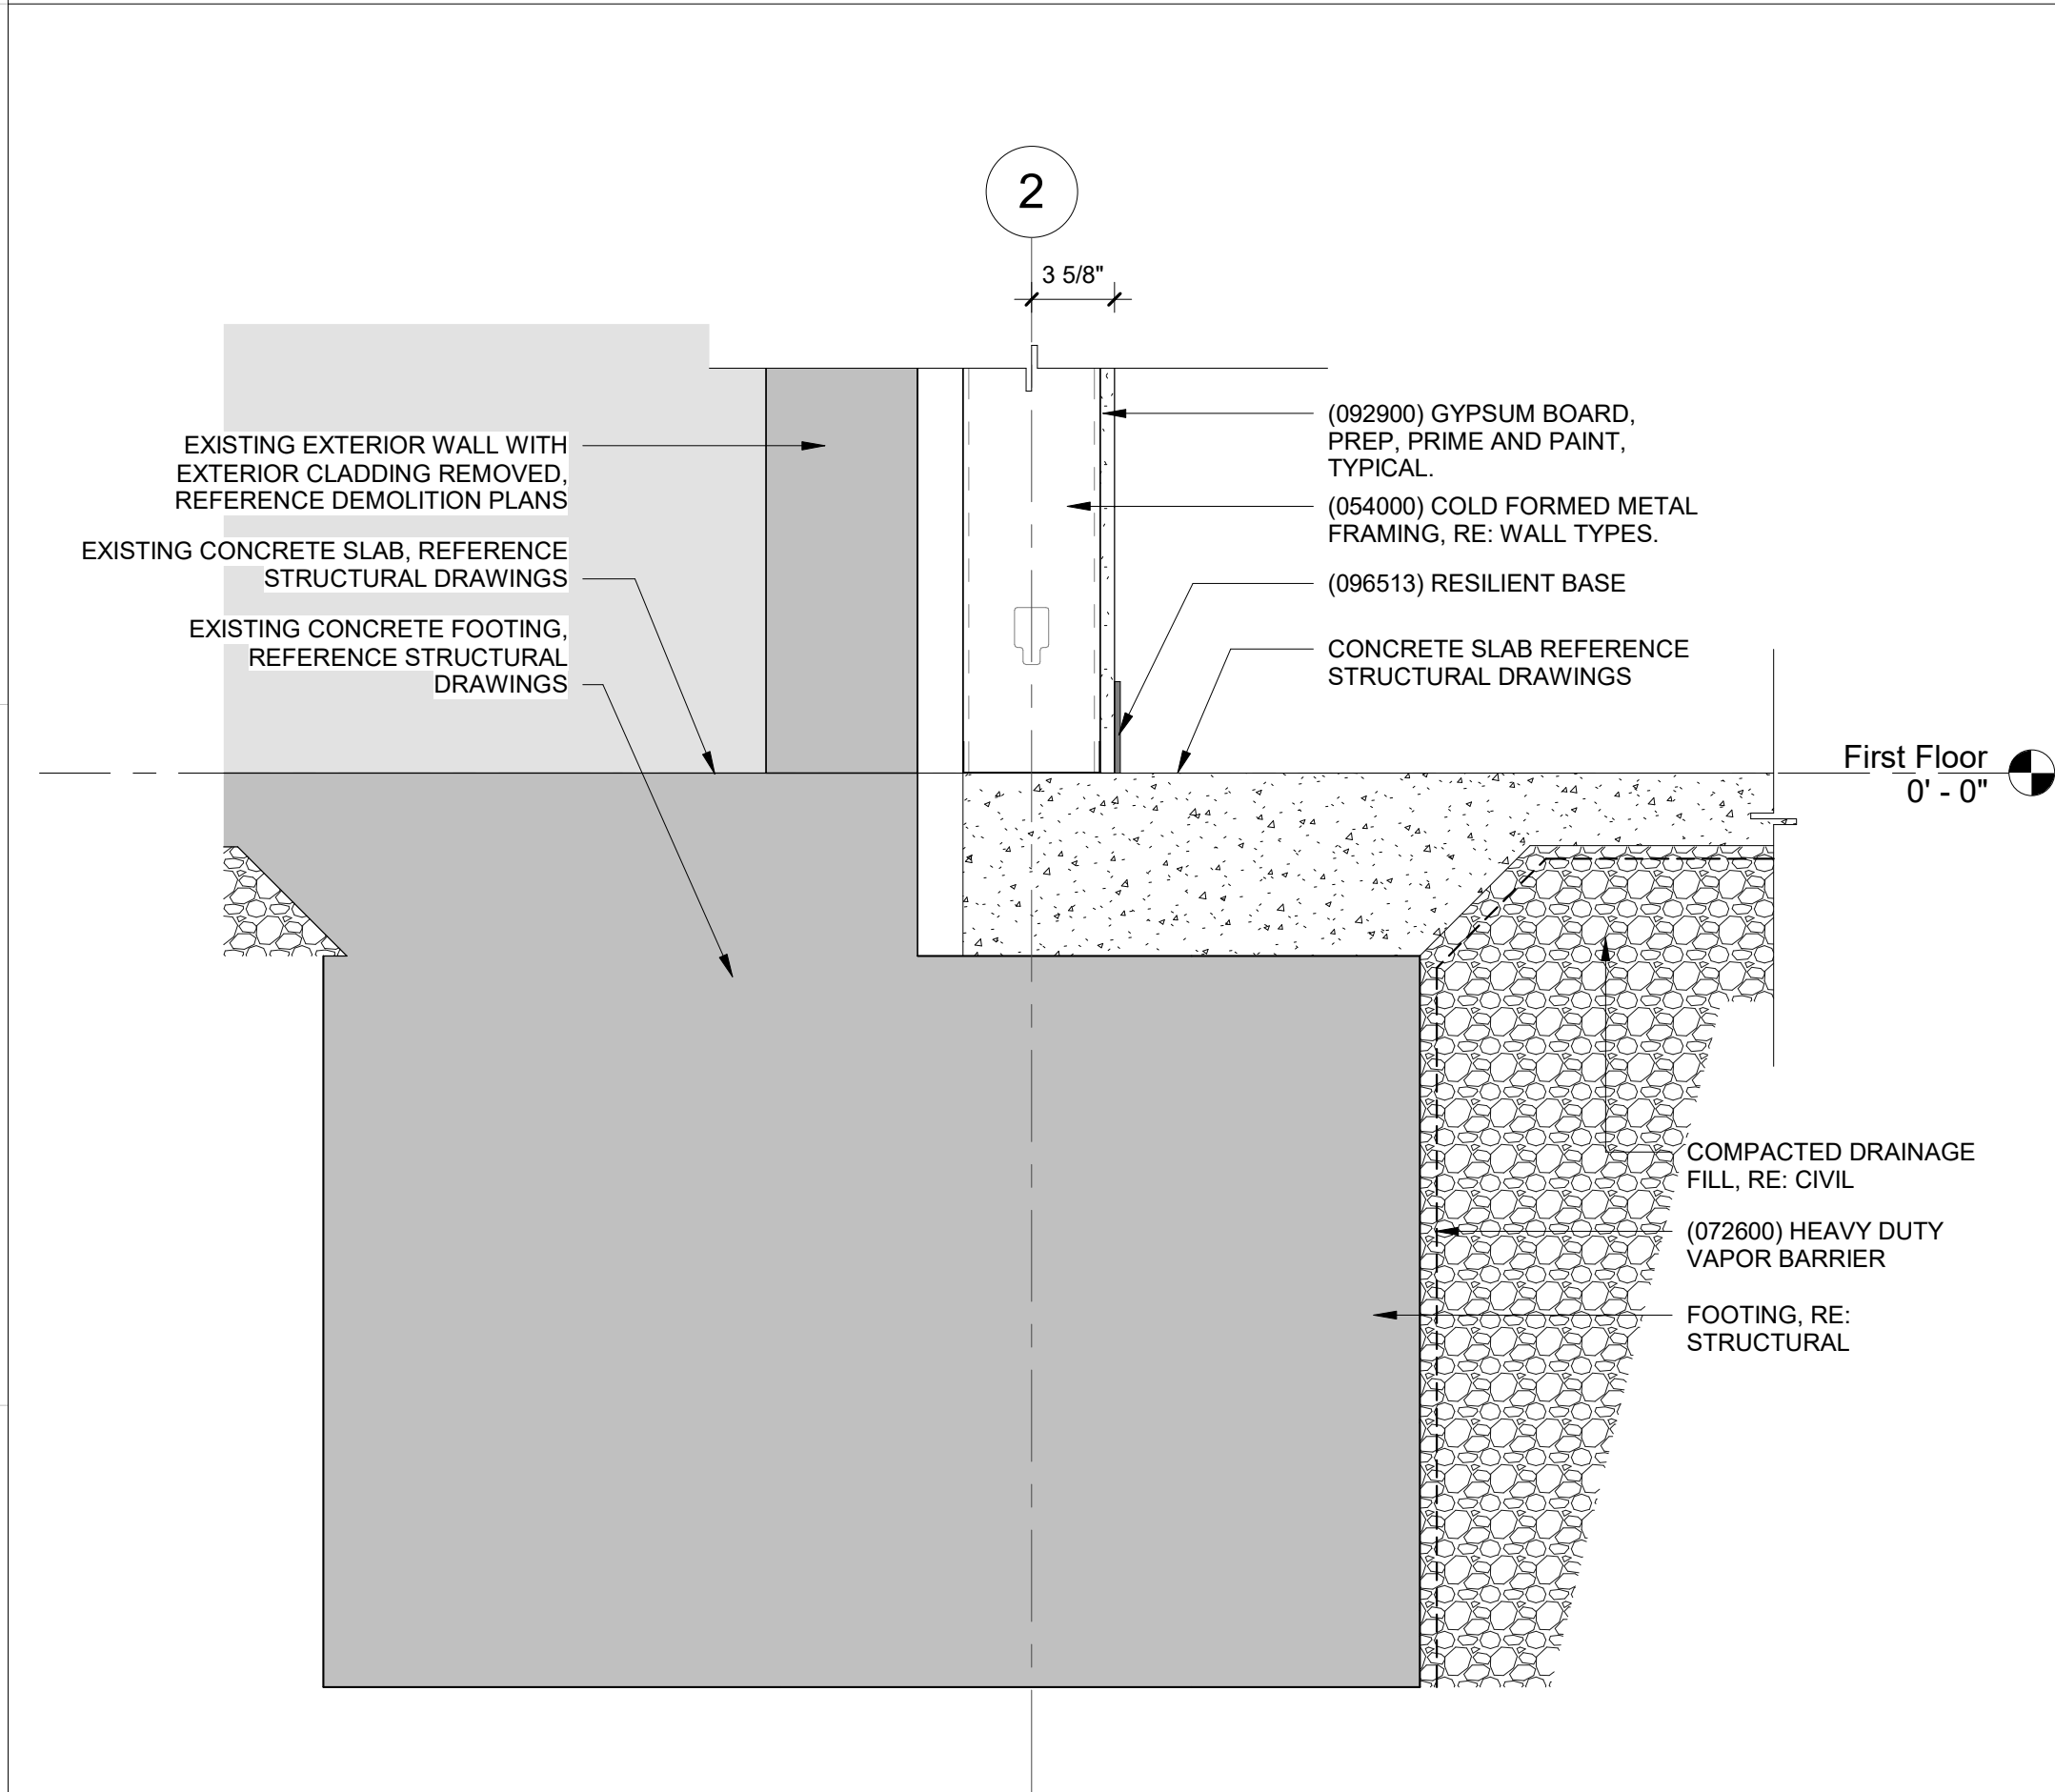 2
3 5/8"
EXISTING EXTERIOR WALL WITH
EXTERIOR CLADDING REMOVED,
REFERENCE DEMOLITION PLANS
EXISTING CONCRETE SLAB, REFERENCE
STRUCTURAL DRAWINGS
EXISTING CONCRETE FOOTING,
REFERENCE STRUCTURAL
DRAWINGS
(092900) GYPSUM BOARD,
PREP, PRIME AND PAINT,
TYPICAL.
(054000) COLD FORMED METAL
FRAMING, RE: WALL TYPES.
(096513) RESILIENT BASE
CONCRETE SLAB REFERENCE
STRUCTURAL DRAWINGS
First Floor
0' - 0"
COMPACTED DRAINAGE
FILL, RE: CIVIL
(072600) HEAVY DUTY
VAPOR BARRIER
FOOTING, RE:
STRUCTURAL